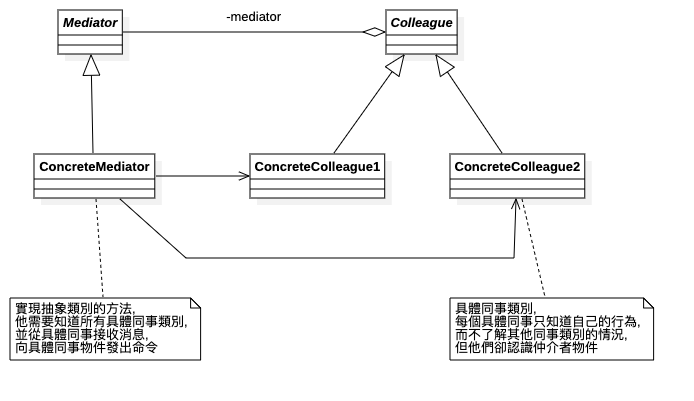 Mediator
-mediator
Colleague
ConcreteMediator
ConcreteColleague1
ConcreteColleague2
實現抽象類別的方法,
他需要知道所有具體同事類別,
並從具體同事接收消息,
向具體同事物件發出命令
具體同事類別,
每個具體同事只知道自己的行為,
而不了解其他同事類別的情況,
但他們卻認識仲介者物件